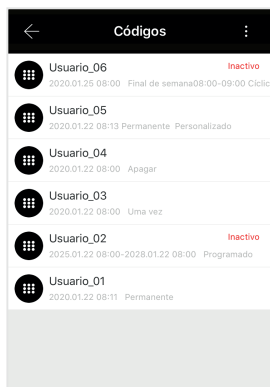 Códigos
Usuario_06 Inactivo
2020.01.25 08:00 Final de semana08:00-09:00 Cíclic
Usuario_05
2020.01.22 08:13 Permanente Personalizado
Usuario_04
2020.01.22 08:00 Apagar
Usuario_03
2020.01.22 08:00 Uma vez
Usuario_02 Inactivo
2025.01.22 08:00-2028.01.22 08:00 Programado
Usuario_01
2020.01.22 08:11 Permanente